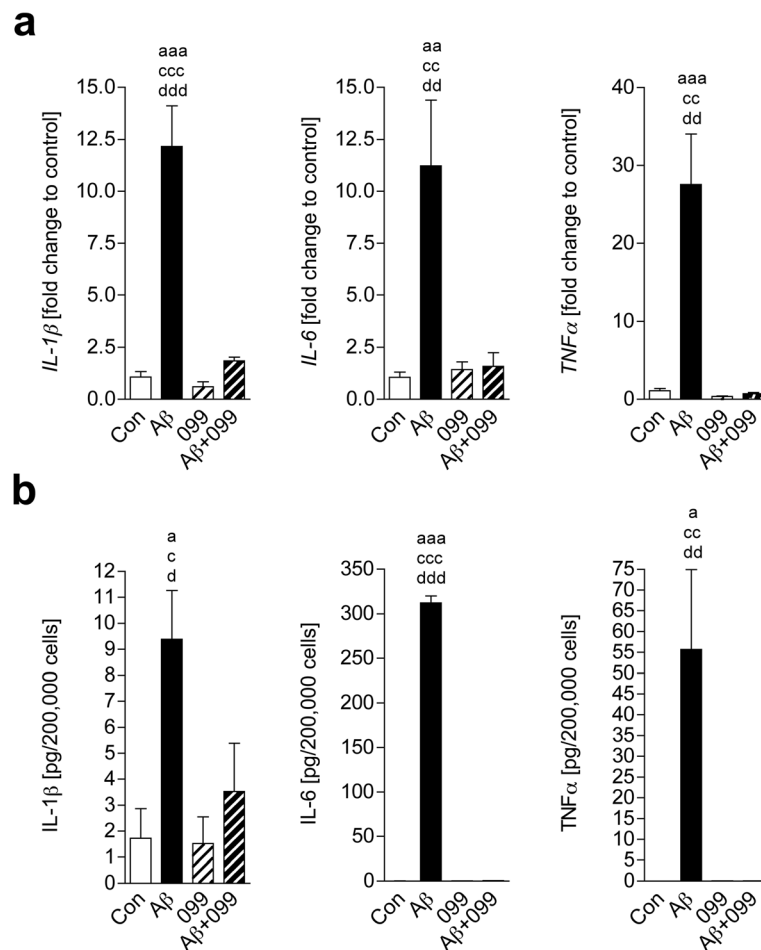 a
aaa
ccc
ddd
15.0
12.5
10.0
7.5
5.0
2.5
0.0
IL-1β [fold change to control]
Con
Aβ
099
Aβ+099
aa
cc
dd
15.0
12.5
10.0
7.5
5.0
2.5
0.0
IL-6 [fold change to control]
Con
Aβ
099
Aβ+099
aaa
cc
dd
40
30
20
10
0
TNFα [fold change to control]
Con
Aβ
099
Aβ+099
b
a
c
d
12
11
10
9
8
7
6
5
4
3
2
1
0
IL-1β [pg/200,000 cells]
Con
Aβ
099
Aβ+099
aaa
ccc
ddd
350
300
250
200
150
100
50
0
IL-6 [pg/200,000 cells]
Con
Aβ
099
Aβ+099
a
cc
dd
75
70
65
60
55
50
45
40
35
30
25
20
15
10
5
0
TNFα [pg/200,000 cells]
Con
Aβ
099
Aβ+099